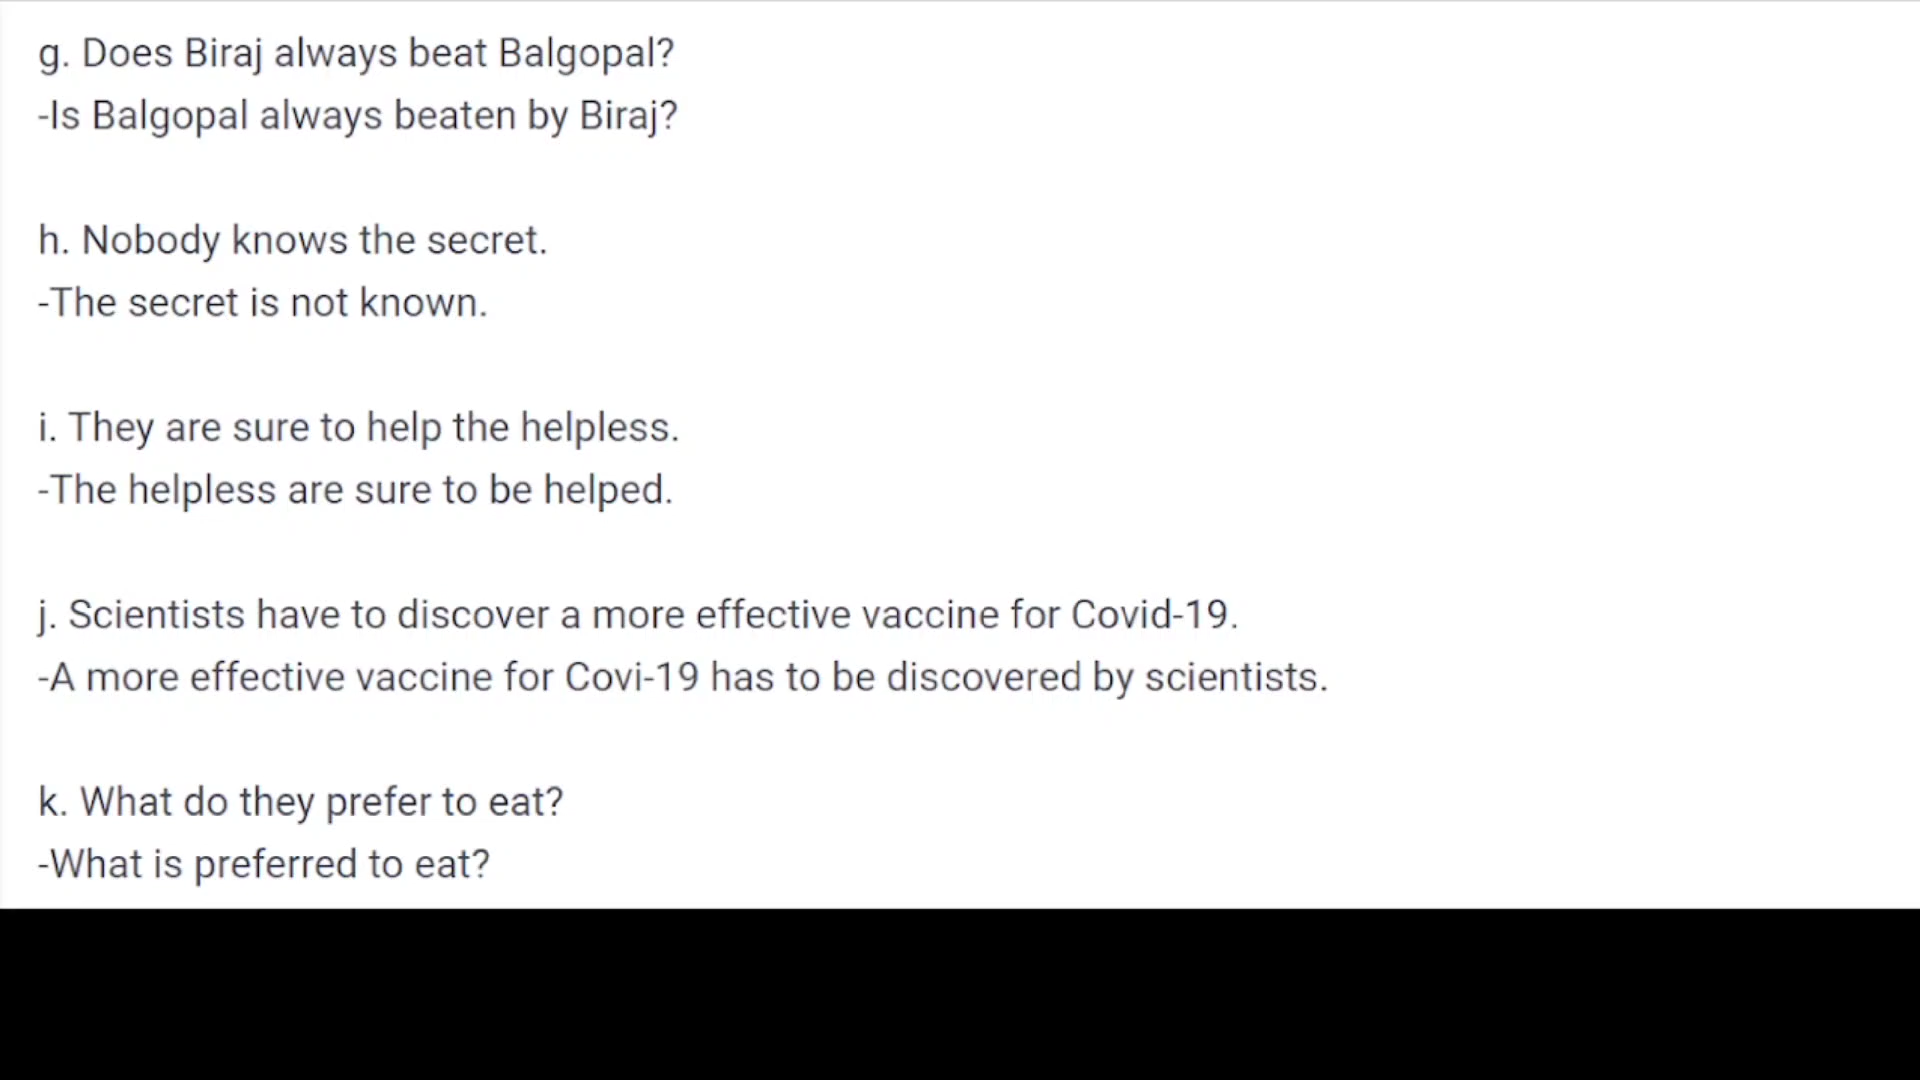 g. Does Biraj always beat Balgopal?
-Is Balgopal always beaten by Biraj?
h. Nobody knows the secret.
-The secret is not known.
i. They are sure to help the helpless.
-The helpless are sure to be helped.
j. Scientists have to discover a more effective vaccine for Covid-19.
-A more effective vaccine for Covi-19 has to be discovered by scientists.
k. What do they prefer to eat?
-What is preferred to eat?